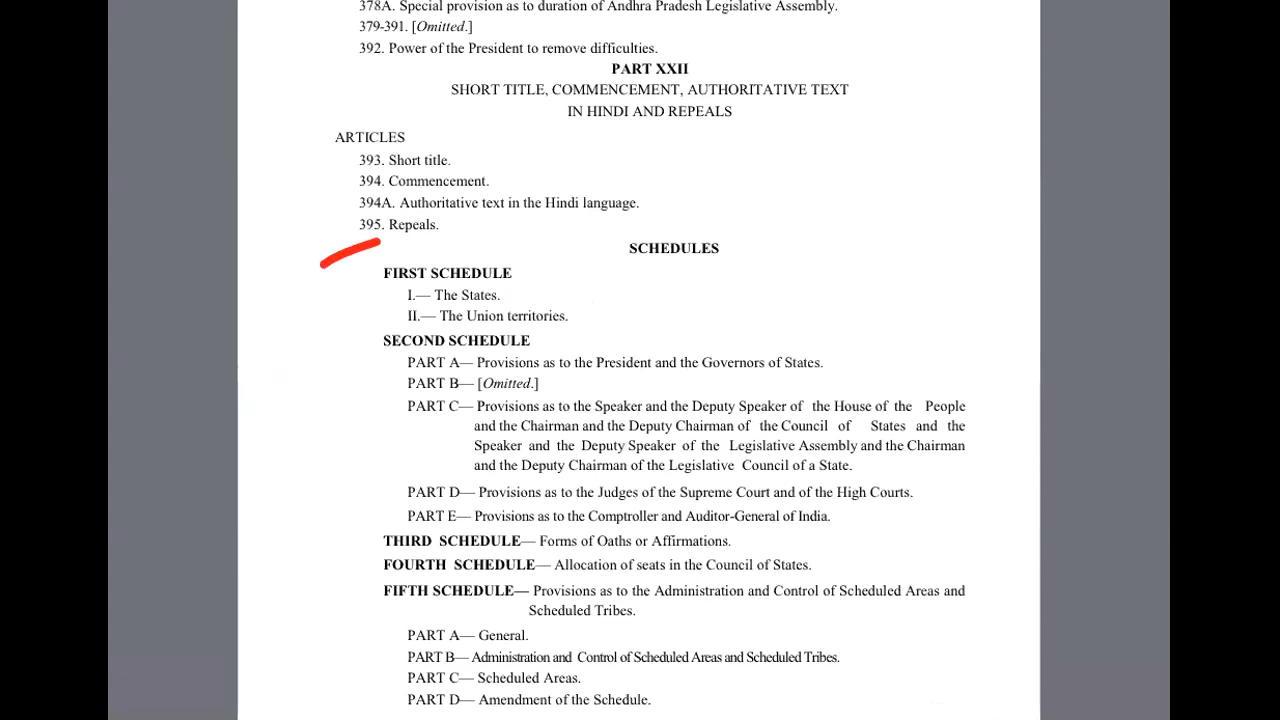 378A. Special provision as to duration of Andhra Pradesh Legislative Assembly.
379-391. [Omitted.]
392. Power of the President to remove difficulties.
PART XXII
SHORT TITLE, COMMENCEMENT, AUTHORITATIVE TEXT
IN HINDI AND REPEALS
ARTICLES
393. Short title.
394. Commencement.
394A. Authoritative text in the Hindi language.
395. Repeals.
SCHEDULES
FIRST SCHEDULE
I.— The States.
II.— The Union territories.
SECOND SCHEDULE
PART A— Provisions as to the President and the Governors of States.
PART B— [Omitted.]
PART C— Provisions as to the Speaker and the Deputy Speaker of the House of the People
and the Chairman and the Deputy Chairman of the Council of States and the
Speaker and the Deputy Speaker of the Legislative Assembly and the Chairman
and the Deputy Chairman of the Legislative Council of a State.
PART D— Provisions as to the Judges of the Supreme Court and of the High Courts.
PART E— Provisions as to the Comptroller and Auditor-General of India.
THIRD SCHEDULE— Forms of Oaths or Affirmations.
FOURTH SCHEDULE— Allocation of seats in the Council of States.
FIFTH SCHEDULE— Provisions as to the Administration and Control of Scheduled Areas and
Scheduled Tribes.
PART A— General.
PART B— Administration and Control of Scheduled Areas and Scheduled Tribes.
PART C— Scheduled Areas.
PART D— Amendment of the Schedule.